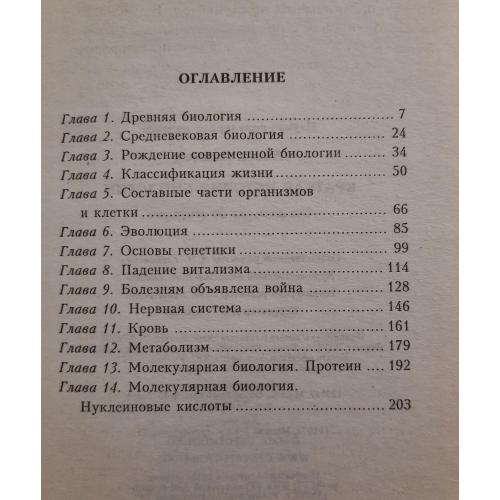 ОГЛАВЛЕНИЕ
Глава 1. Древняя биология 7
Глава 2. Средневековая биология 24
Глава 3. Рождение современной биологии 34
Глава 4. Классификация жизни 50
Глава 5. Составные части организмов
и клетки 66
Глава 6. Эволюция 85
Глава 7. Основы генетики 99
Глава 8. Падение витализма 114
Глава 9. Болезням объявлена война 128
Глава 10. Нервная система 146
Глава 11. Кровь 161
Глава 12. Метаболизм 179
Глава 13. Молекулярная биология. Протеин 192
Глава 14. Молекулярная биология.
Нуклеиновые кислоты 203